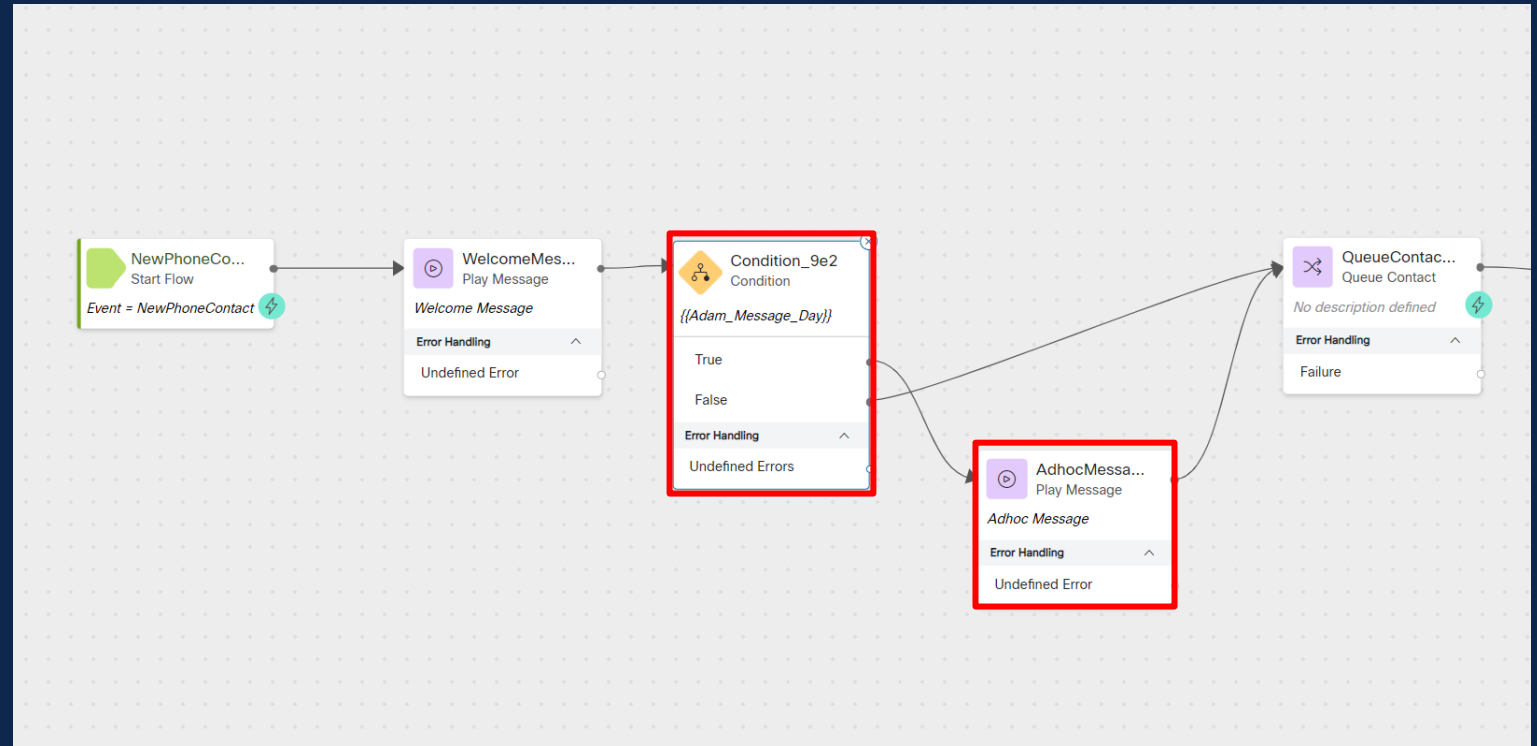 NewPhoneCo...
Start Flow
Event = NewPhoneContact
WelcomeMes...
Play Message
Welcome Message
Error Handling
Undefined Error
Condition_9e2
Condition
{{Adam_Message_Day}}
True
False
Error Handling
Undefined Errors
AdhocMessa...
Play Message
Adhoc Message
Error Handling
Undefined Error
QueueContac...
Queue Contact
No description defined
Error Handling
Failure